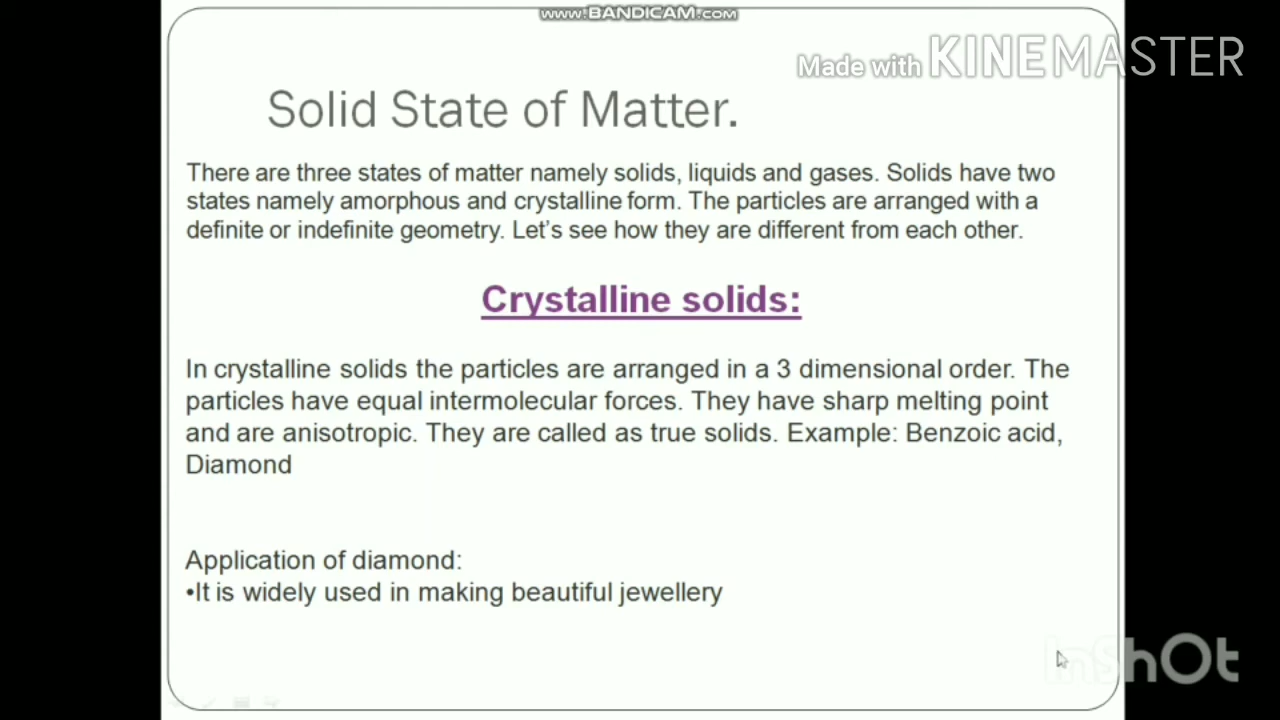 www.BANDICAM.com
Made with KINEMASTER
Solid State of Matter.
There are three states of matter namely solids, liquids and gases. Solids have two
states namely amorphous and crystalline form. The particles are arranged with a
definite or indefinite geometry. Let's see how they are different from each other.
Crystalline solids:
In crystalline solids the particles are arranged in a 3 dimensional order. The
particles have equal intermolecular forces. They have sharp melting point
and are anisotropic. They are called as true solids. Example: Benzoic acid,
Diamond
Application of diamond:
•It is widely used in making beautiful jewellery
InShOt